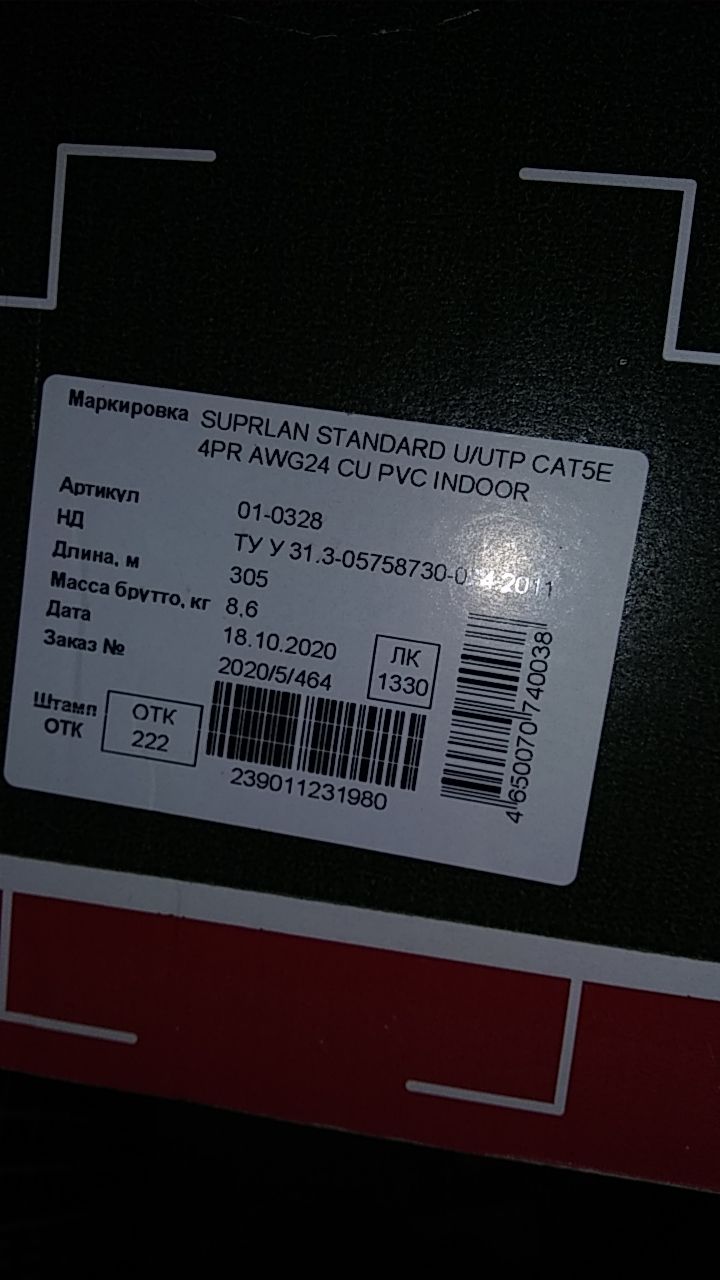 Маркировка SUPRLAN STANDARD U/UTP CAT5E
4PR AWG24 CU PVC INDOOR
Артикул 01-0328
НД ТУ У 31.3-05758730-0 4:2011
Длина, м 305
Масса брутто, кг 8,6
Дата 18.10.2020
Заказ № 2020/5/464
ЛК
1330
Штамп
ОТК
ОТК
222
239011231980
4650070740038